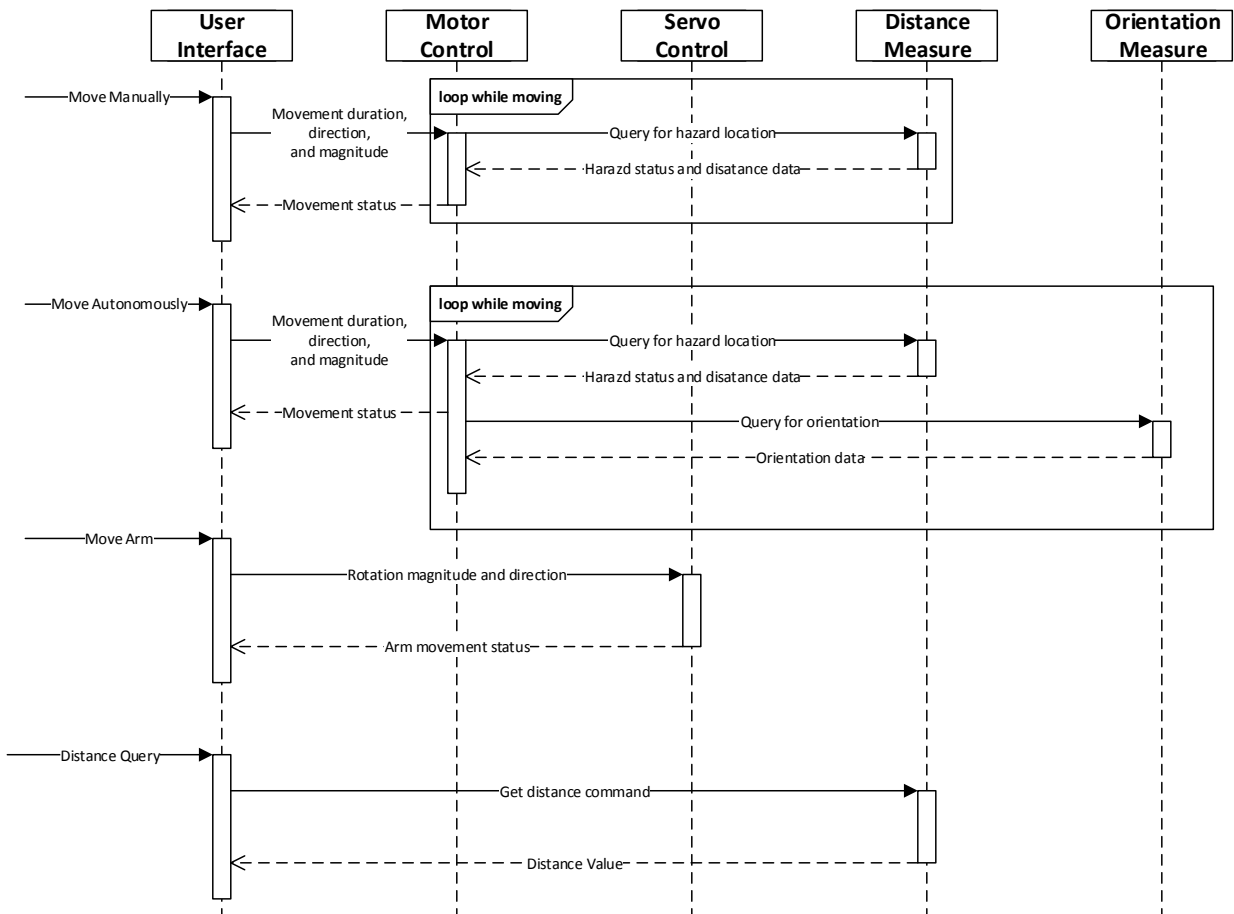 User
Interface
Motor
Control
Servo
Control
Distance
Measure
Orientation
Measure
Move Manually
loop while moving
Movement duration,
direction,
and magnitude
Query for hazard location
Harazd status and disatance data
Movement status
Move Autonomously
loop while moving
Movement duration,
direction,
and magnitude
Query for hazard location
Harazd status and disatance data
Movement status
Query for orientation
Orientation data
Move Arm
Rotation magnitude and direction
Arm movement status
Distance Query
Get distance command
Distance Value